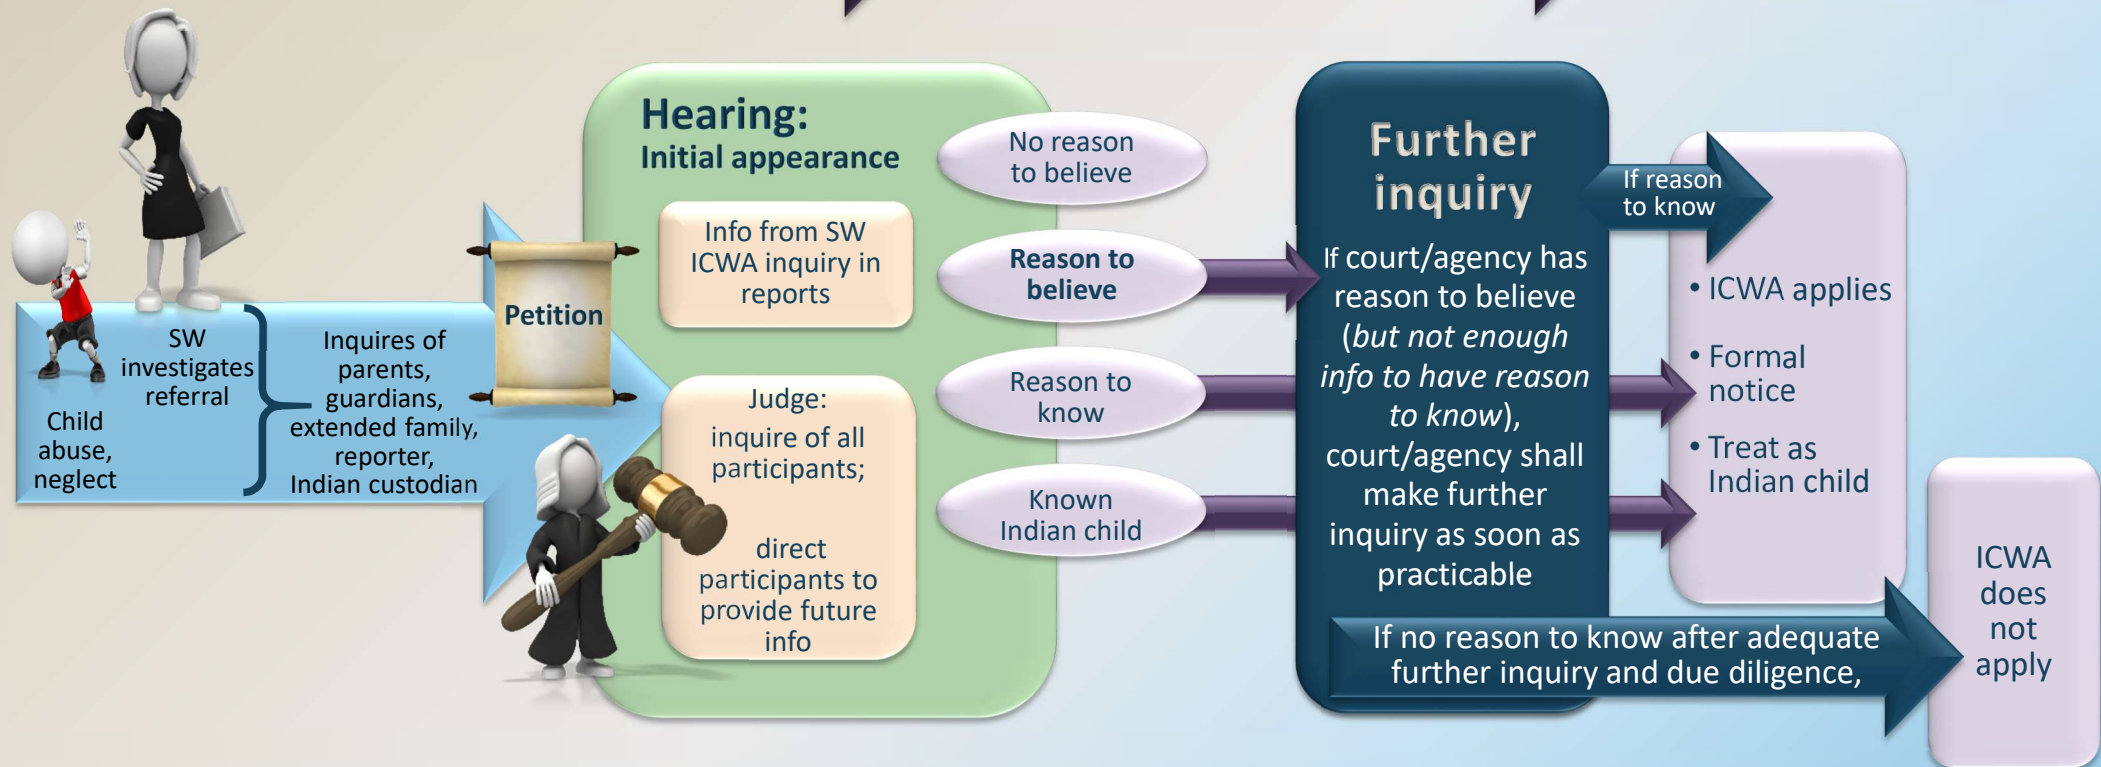 Child
abuse,
neglect
SW
investigates
referral
Inquires of
parents,
guardians,
extended family,
reporter,
Indian custodian
Petition
Hearing:
Initial appearance
Info from SW
ICWA inquiry in
reports
Judge:
inquire of all
participants;
direct
participants to
provide future
info
No reason
to believe
Reason to
believe
Reason to
know
Known
Indian child
Further
inquiry
If court/agency has
reason to believe
(but not enough
info to have reason
to know),
court/agency shall
make further
inquiry as soon as
practicable
If reason
to know
• ICWA applies
• Formal
notice
• Treat as
Indian child
If no reason to know after adequate
further inquiry and due diligence,
ICWA
does
not
apply